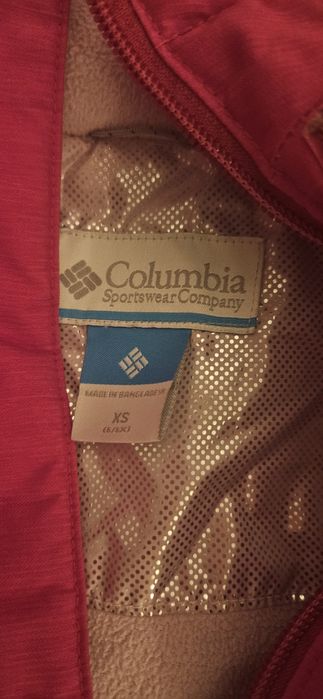 Columbia
Sportswear Company
MADE IN BANGLADESH
XS
(6/6X)